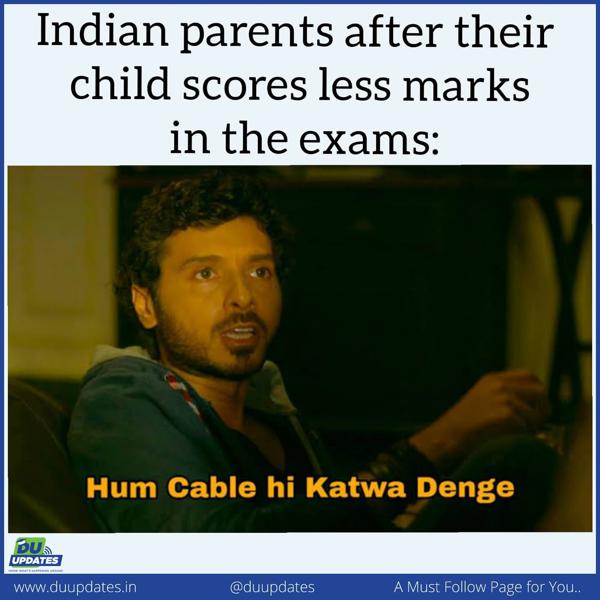 Indian parents after their
child scores less marks
in the exams:
Hum Cable hi Katwa Denge
DU
UPDATES
www.duupdates.in @duupdates A Must Follow Page for You..